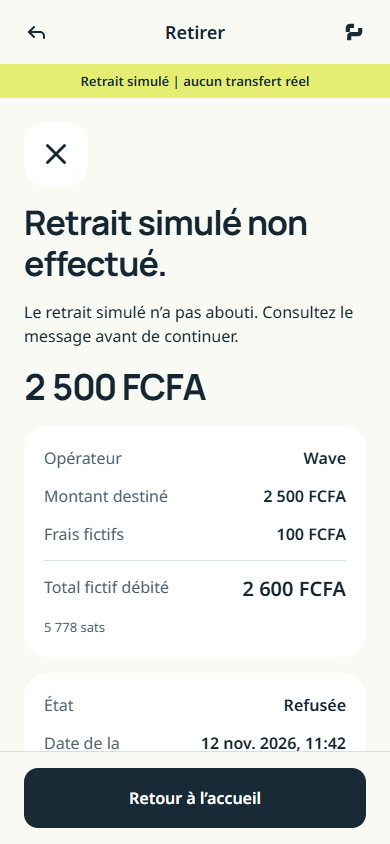 Retirer
Retrait simulé | aucun transfert réel
Retrait simulé non
effectué.
Le retrait simulé n’a pas abouti. Consultez le
message avant de continuer.
2 500 FCFA
Opérateur Wave
Montant destiné 2 500 FCFA
Frais fictifs 100 FCFA
Total fictif débité 2 600 FCFA
5 778 sats
État Refusée
Date de la 12 nov. 2026, 11:42
Retour à l’accueil